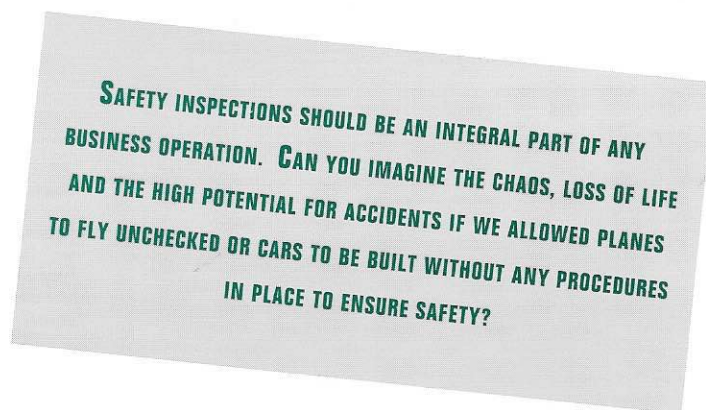 SAFETY INSPECTIONS SHOULD BE AN INTEGRAL PART OF ANY
BUSINESS OPERATION. CAN YOU IMAGINE THE CHAOS, LOSS OF LIFE
AND THE HIGH POTENTIAL FOR ACCIDENTS IF WE ALLOWED PLANES
TO FLY UNCHECKED OR CARS TO BE BUILT WITHOUT ANY PROCEDURES
IN PLACE TO ENSURE SAFETY?